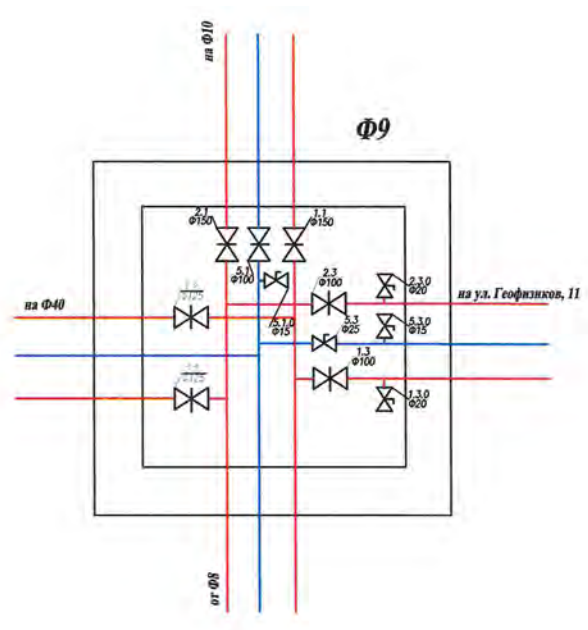 на Ф10
Ф9
2.1
Ф150
1.1
Ф150
5.1
Ф100
2.3
Ф100
2.3.0
Ф20
на ул. Геофизиков, 11
на Ф40
Ф125
5.1.0
Ф15
5.3
Ф25
5.3.0
Ф15
1.3
Ф100
Ф125
1.3.0
Ф20
от Ф8